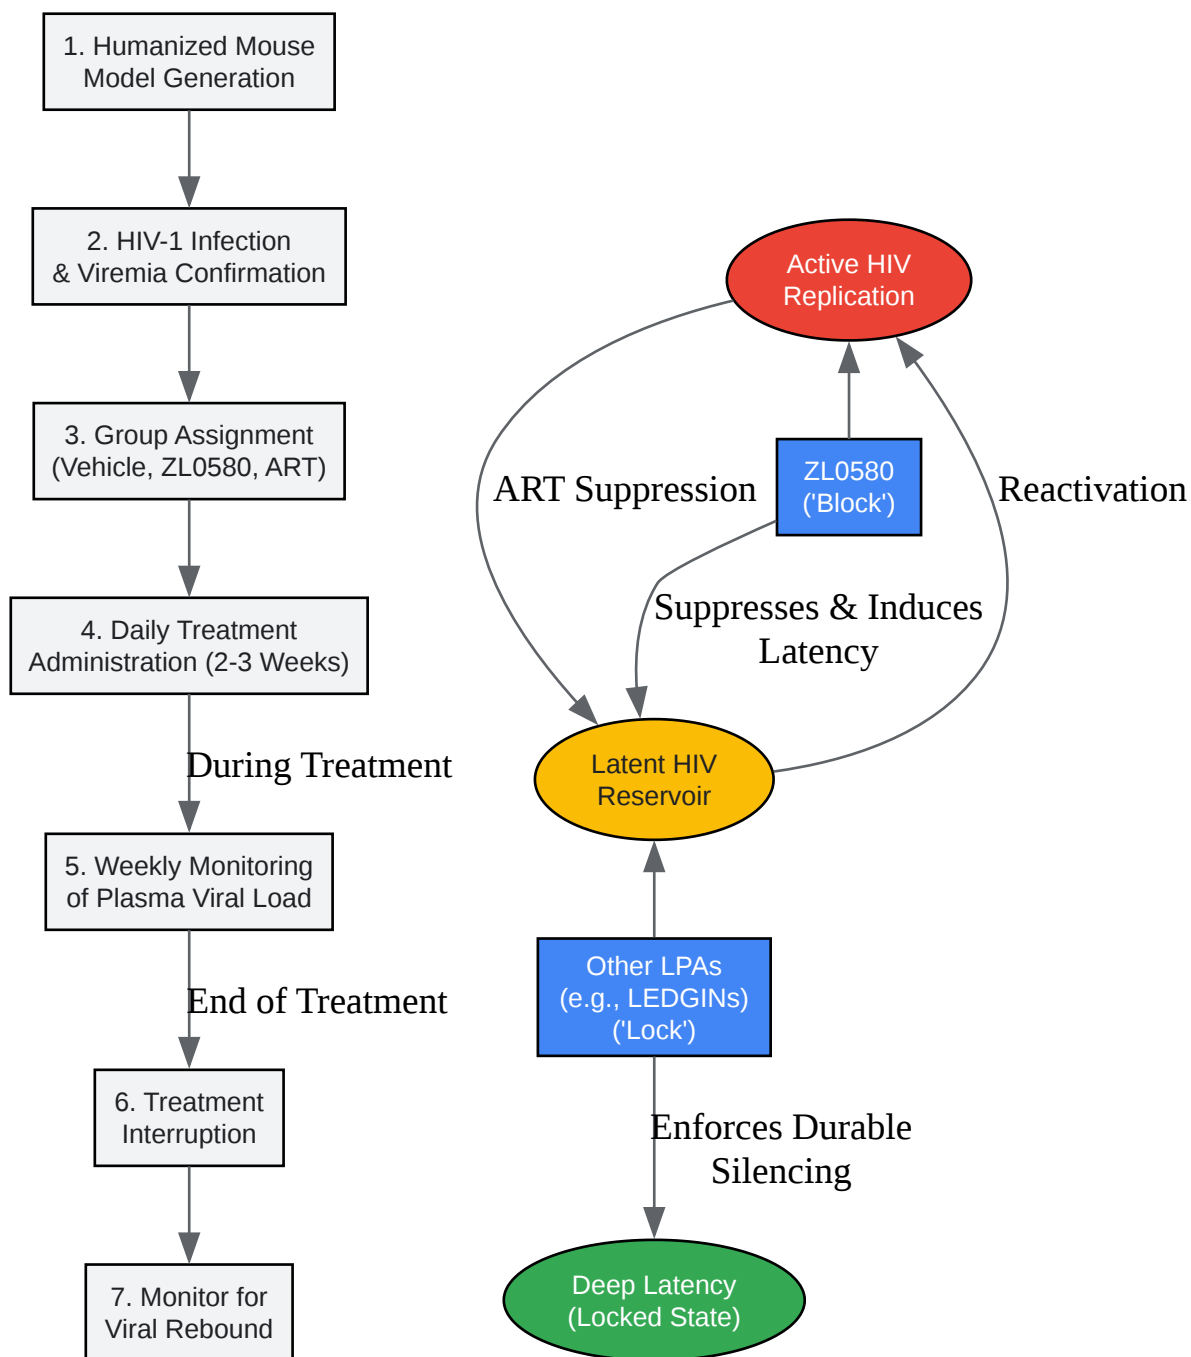 1. Humanized Mouse
Model Generation
2. HIV-1 Infection
& Viremia Confirmation
3. Group Assignment
(Vehicle, ZL0580, ART)
4. Daily Treatment
Administration (2-3 Weeks)
During Treatment
5. Weekly Monitoring
of Plasma Viral Load
End of Treatment
6. Treatment
Interruption
7. Monitor for
Viral Rebound
Active HIV
Replication
ART Suppression
ZL0580
('Block')
Reactivation
Suppresses & Induces
Latency
Latent HIV
Reservoir
Other LPAs
(e.g., LEDGINs)
('Lock')
Enforces Durable
Silencing
Deep Latency
(Locked State)